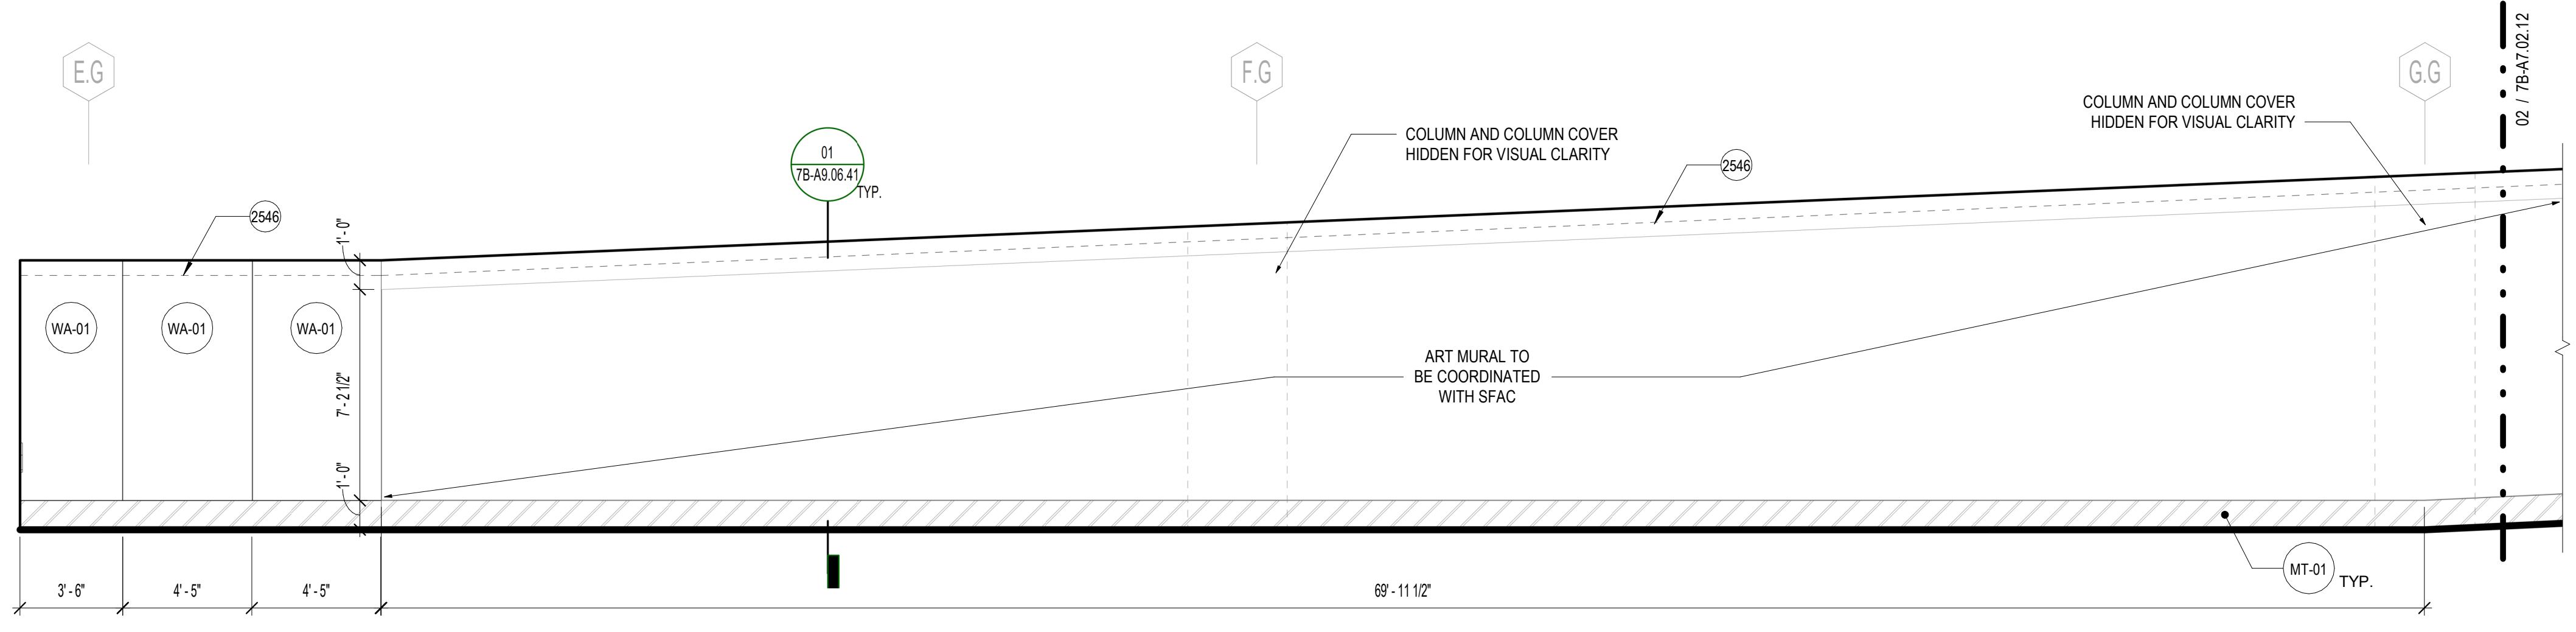 E.G
F.G
G.G
02 / 7B-A7.02.12
COLUMN AND COLUMN COVER
HIDDEN FOR VISUAL CLARITY
COLUMN AND COLUMN COVER
HIDDEN FOR VISUAL CLARITY
01
7B-A9.06.41
TYP.
2546
2546
1' - 0"
WA-01
WA-01
WA-01
7' - 2 1/2"
ART MURAL TO
BE COORDINATED
WITH SFAC
1' - 0"
MT-01
TYP.
3' - 6"
4' - 5"
4' - 5"
69' - 11 1/2"